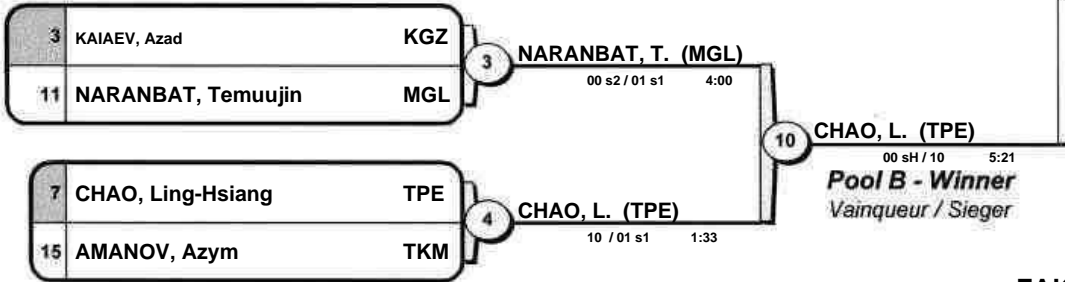 3 KAIAEV, Azad KGZ
11 NARANBAT, Temuujin MGL
3
NARANBAT, T. (MGL)
00 s2 / 01 s1 4:00
7 CHAO, Ling-Hsiang TPE
15 AMANOV, Azym TKM
4
CHAO, L. (TPE)
10 / 01 s1 1:33
10
CHAO, L. (TPE)
00 sH / 10 5:21
Pool B - Winner
Vainqueur / Sieger